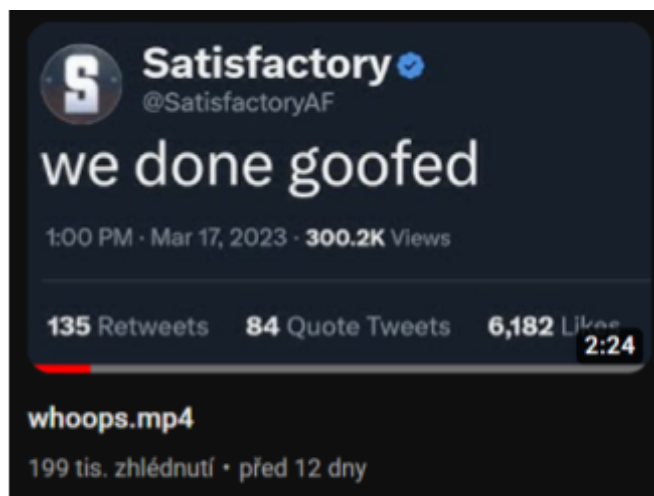 S
Satisfactory
@SatisfactoryAF
we done goofed
1:00 PM · Mar 17, 2023 · 300.2K Views
135 Retweets 84 Quote Tweets 6,182 Likes
2:24
whoops.mp4
199 tis. zhlédnutí • před 12 dny